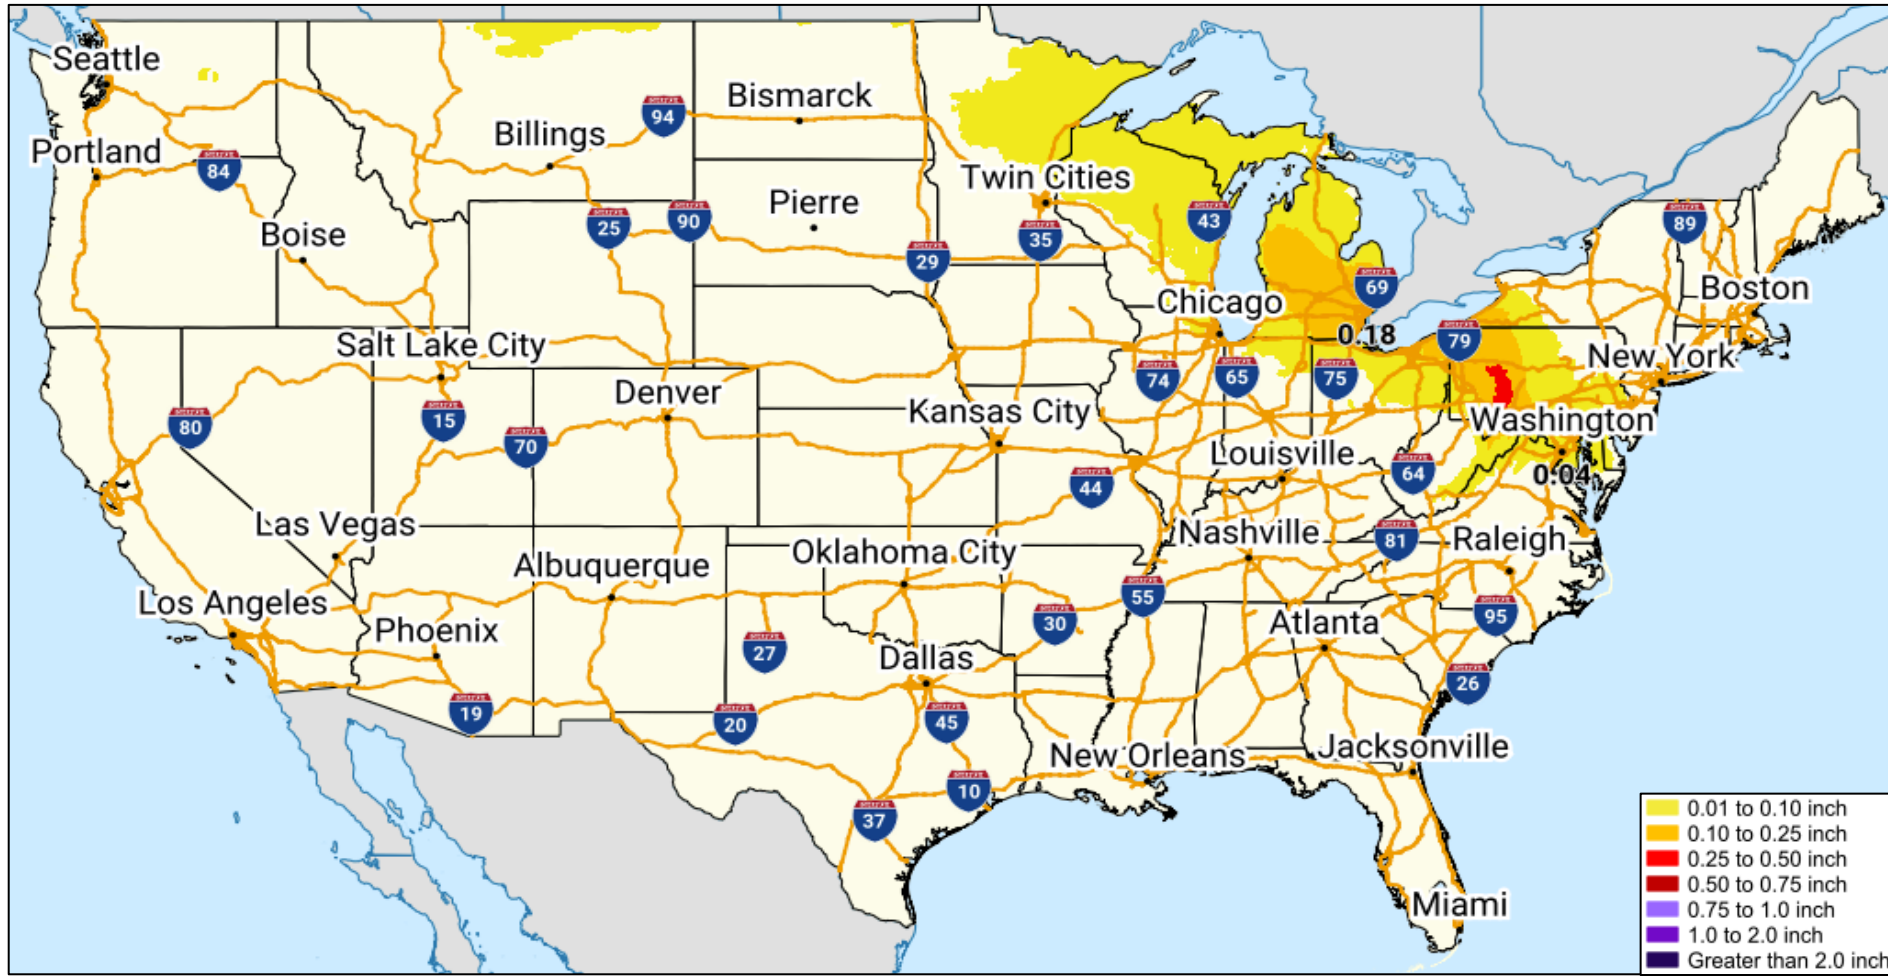 Seattle
Bismarck
94
Billings
Portland
84
Twin Cities
Pierre
25
90
43
89
Boise
35
29
69
Boston
Chicago
0.18
79
Salt Lake City
New York
74
65
75
Denver
Kansas City
Washington
15
80
70
Louisville
64
0.04
44
Las Vegas
Nashville
81
Raleigh
Oklahoma City
Albuquerque
55
Los Angeles
95
Phoenix
30
Atlanta
27
Dallas
26
19
20
45
New Orleans
Jacksonville
10
37
Miami
0.01 to 0.10 inch
0.10 to 0.25 inch
0.25 to 0.50 inch
0.50 to 0.75 inch
0.75 to 1.0 inch
1.0 to 2.0 inch
Greater than 2.0 inch